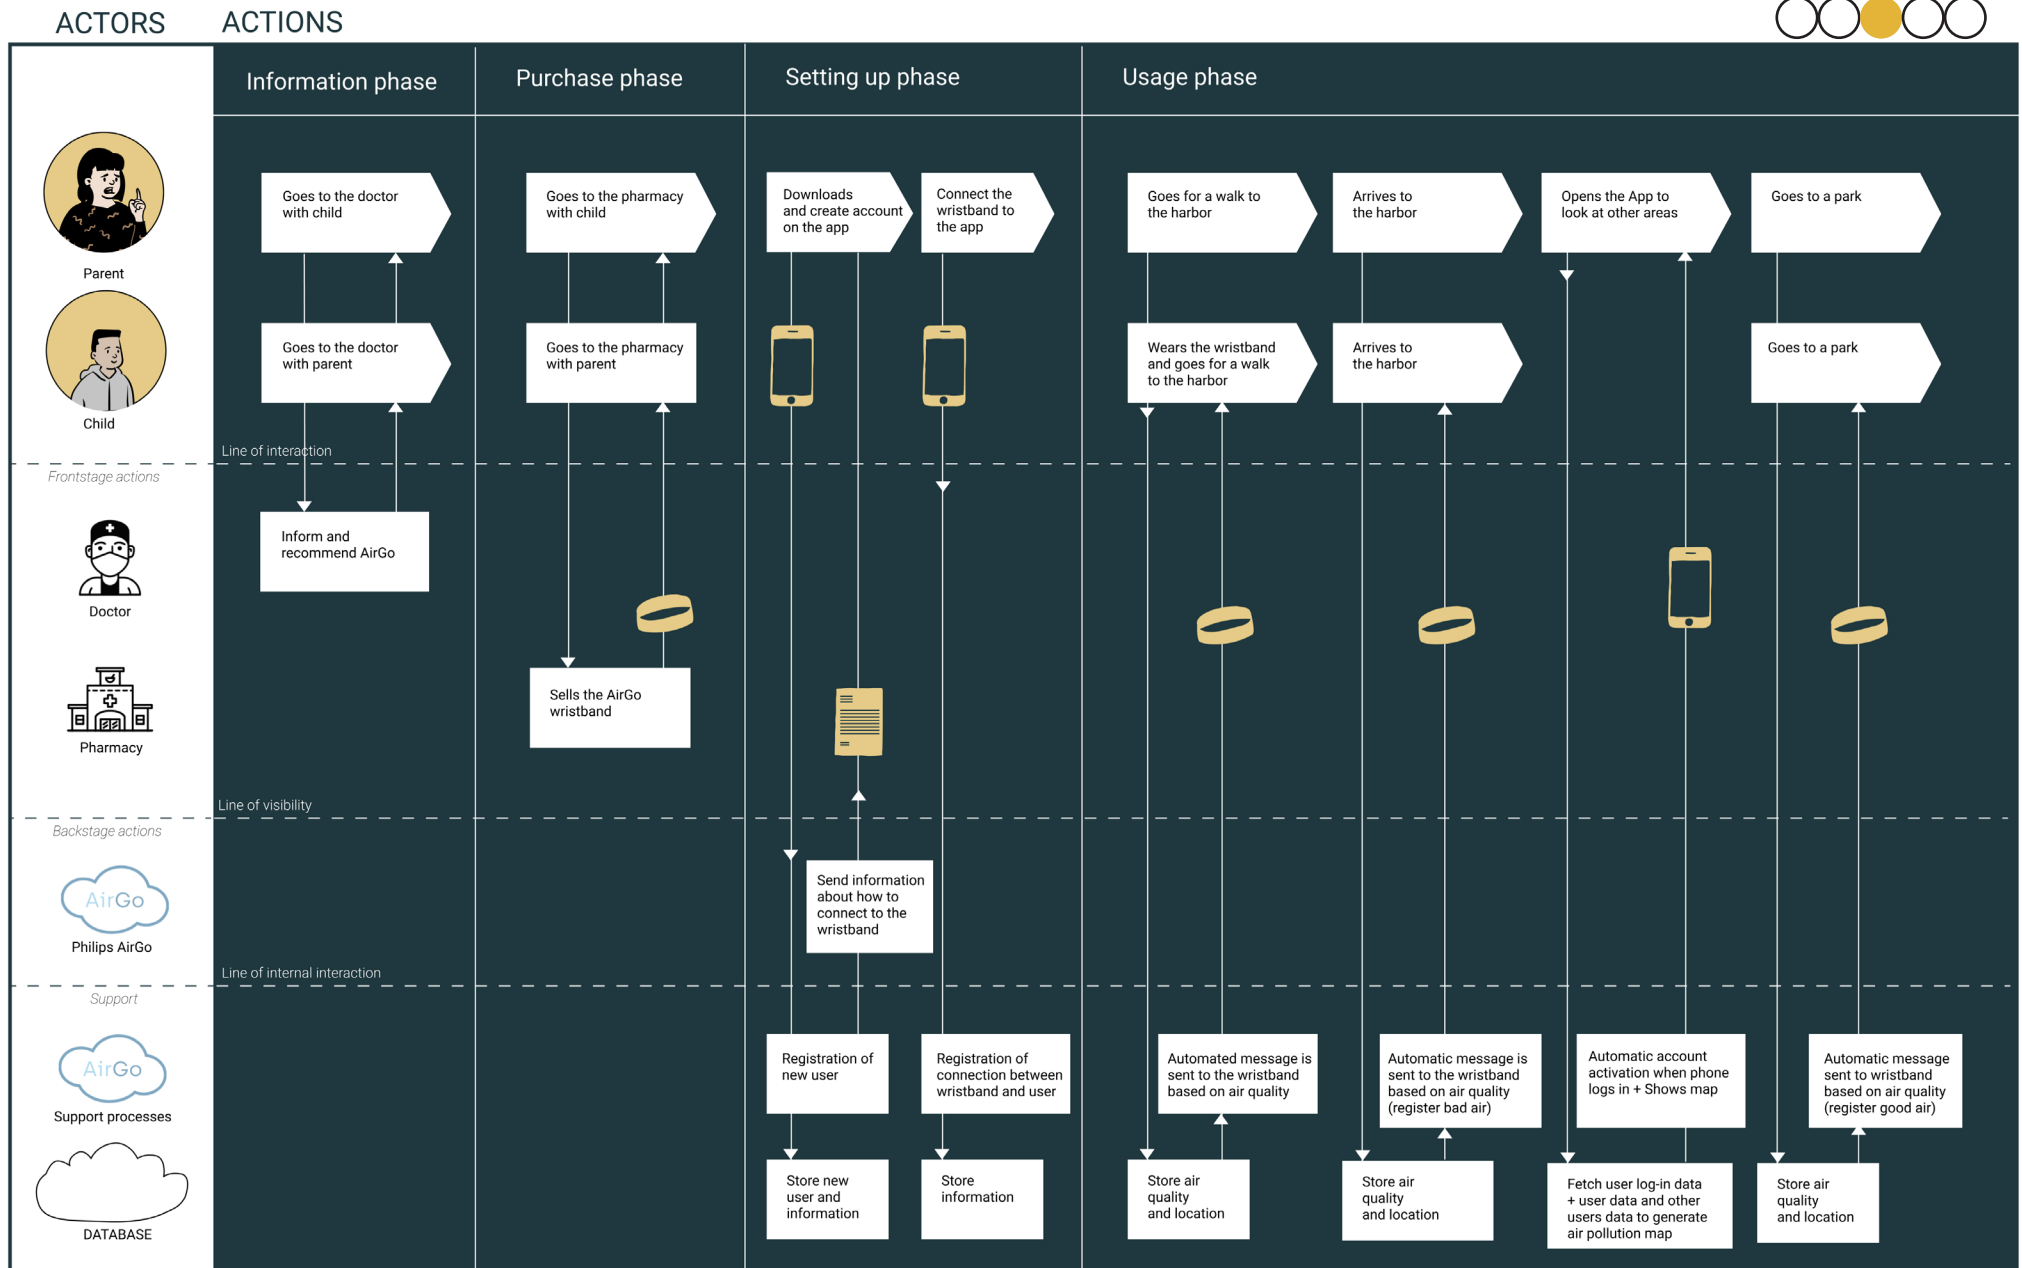 ACTORS
ACTIONS
Information phase
Purchase phase
Setting up phase
Usage phase
Parent
Goes to the doctor
with child
Goes to the pharmacy
with child
Downloads
and create account
on the app
Connect the
wristband to
the app
Goes for a walk to
the harbor
Arrives to
the harbor
Opens the App to
look at other areas
Goes to a park
Child
Goes to the doctor
with parent
Goes to the pharmacy
with parent
Wears the wristband
and goes for a walk
to the harbor
Arrives to
the harbor
Goes to a park
Line of interaction
Frontstage actions
Doctor
Inform and
recommend AirGo
Pharmacy
Sells the AirGo
wristband
Line of visibility
Backstage actions
AirGo
Philips AirGo
Send information
about how to
connect to the
wristband
Line of internal interaction
Support
AirGo
Support processes
Registration of
new user
Registration of
connection between
wristband and user
Automated message is
sent to the wristband
based on air quality
Automatic message is
sent to the wristband
based on air quality
(register bad air)
Automatic account
activation when phone
logs in + Shows map
Automatic message
sent to wristband
based on air quality
(register good air)
DATABASE
Store new
user and
information
Store
information
Store air
quality
and location
Store air
quality
and location
Fetch user log-in data
+ user data and other
users data to generate
air pollution map
Store air
quality
and location